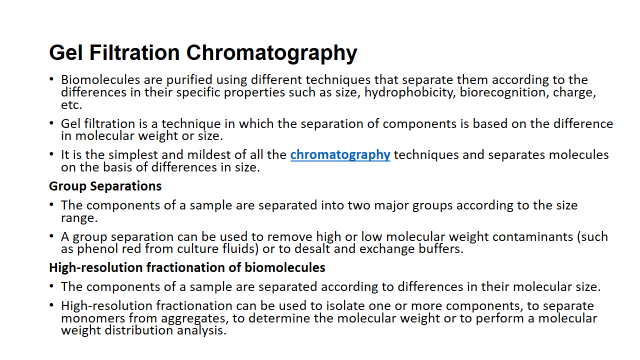 Gel Filtration Chromatography
• Biomolecules are purified using different techniques that separate them according to the
differences in their specific properties such as size, hydrophobicity, biorecognition, charge,
etc.
• Gel filtration is a technique in which the separation of components is based on the difference
in molecular weight or size.
• It is the simplest and mildest of all the chromatography techniques and separates molecules
on the basis of differences in size.
Group Separations
• The components of a sample are separated into two major groups according to the size
range.
• A group separation can be used to remove high or low molecular weight contaminants (such
as phenol red from culture fluids) or to desalt and exchange buffers.
High-resolution fractionation of biomolecules
• The components of a sample are separated according to differences in their molecular size.
• High-resolution fractionation can be used to isolate one or more components, to separate
monomers from aggregates, to determine the molecular weight or to perform a molecular
weight distribution analysis.